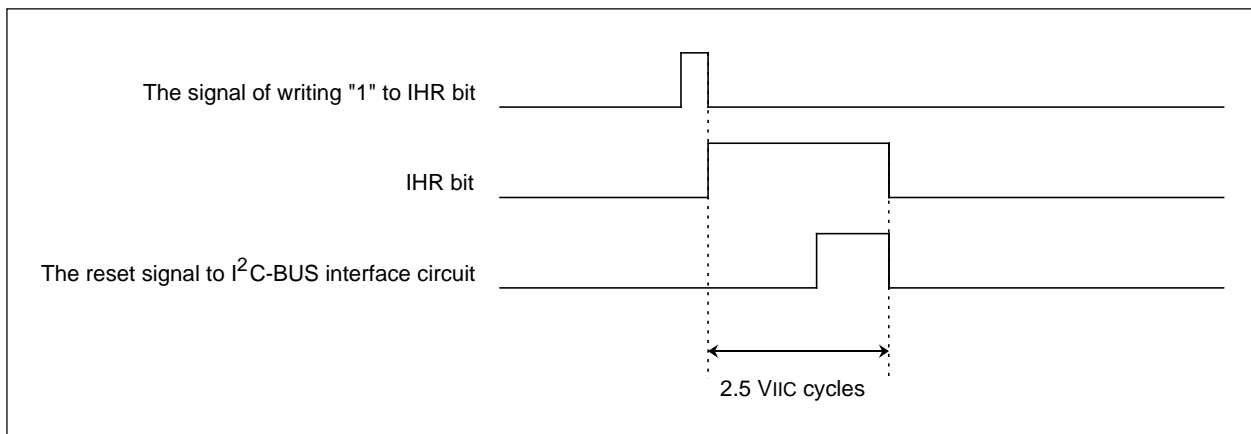 The signal of writing "1" to IHR bit
IHR bit
The reset signal to I²C-BUS interface circuit
2.5 VIIC cycles